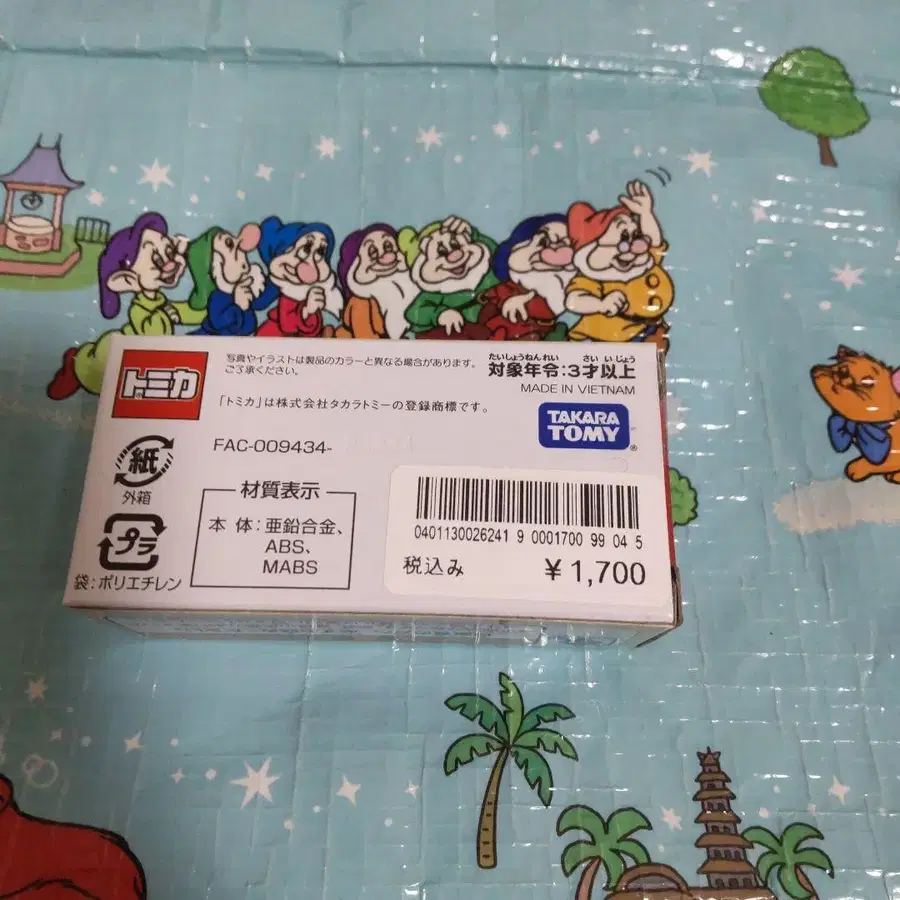 トミカ
写真やイラストは製品のカラーと異なる場合があります。
ご了承ください。
たいしょうねんれい さい いじょう
対象年令:3才以上
MADE IN VIETNAM
「トミカ」は株式会社タカラトミーの登録商標です。
TAKARA
TOMY®
FAC-009434-
紙
外箱
プラ
袋:ポリエチレン
材質表示
本体:亜鉛合金、
ABS、
MABS
0401130026241 9 0001700 99 04 5
税込み ¥1,700